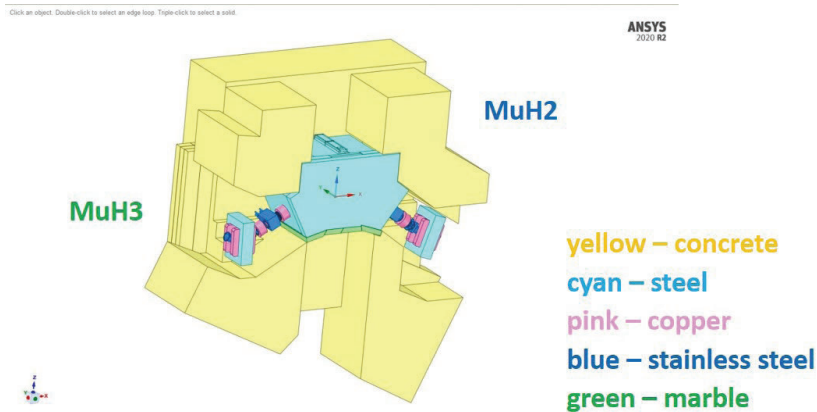 Click an object. Double-click to select an edge loop. Triple-click to select a solid.
ANSYS
2020 R2
MuH2
MuH3
yellow – concrete
cyan – steel
pink – copper
blue – stainless steel
green – marble
Z
Y
X
Z
Y
X